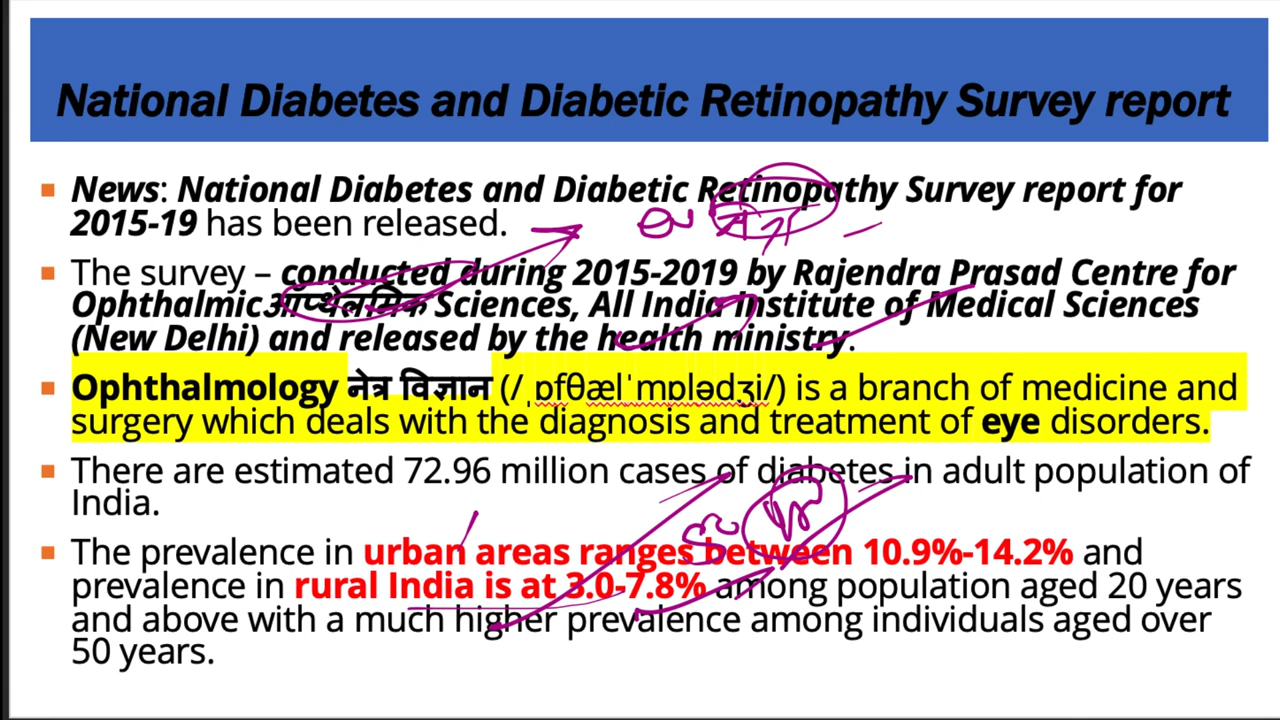 National Diabetes and Diabetic Retinopathy Survey report
News: National Diabetes and Diabetic Retinopathy Survey report for
2015-19 has been released.
The survey – conducted during 2015-2019 by Rajendra Prasad Centre for
Ophthalmic Sciences, All India Institute of Medical Sciences
(New Delhi) and released by the health ministry.
Ophthalmology नेत्र विज्ञान (/ˌɒfθælˈmɒlədʒi/) is a branch of medicine and
surgery which deals with the diagnosis and treatment of eye disorders.
There are estimated 72.96 million cases of diabetes in adult population of
India.
The prevalence in urban areas ranges between 10.9%-14.2% and
prevalence in rural India is at 3.0-7.8% among population aged 20 years
and above with a much higher prevalence among individuals aged over
50 years.